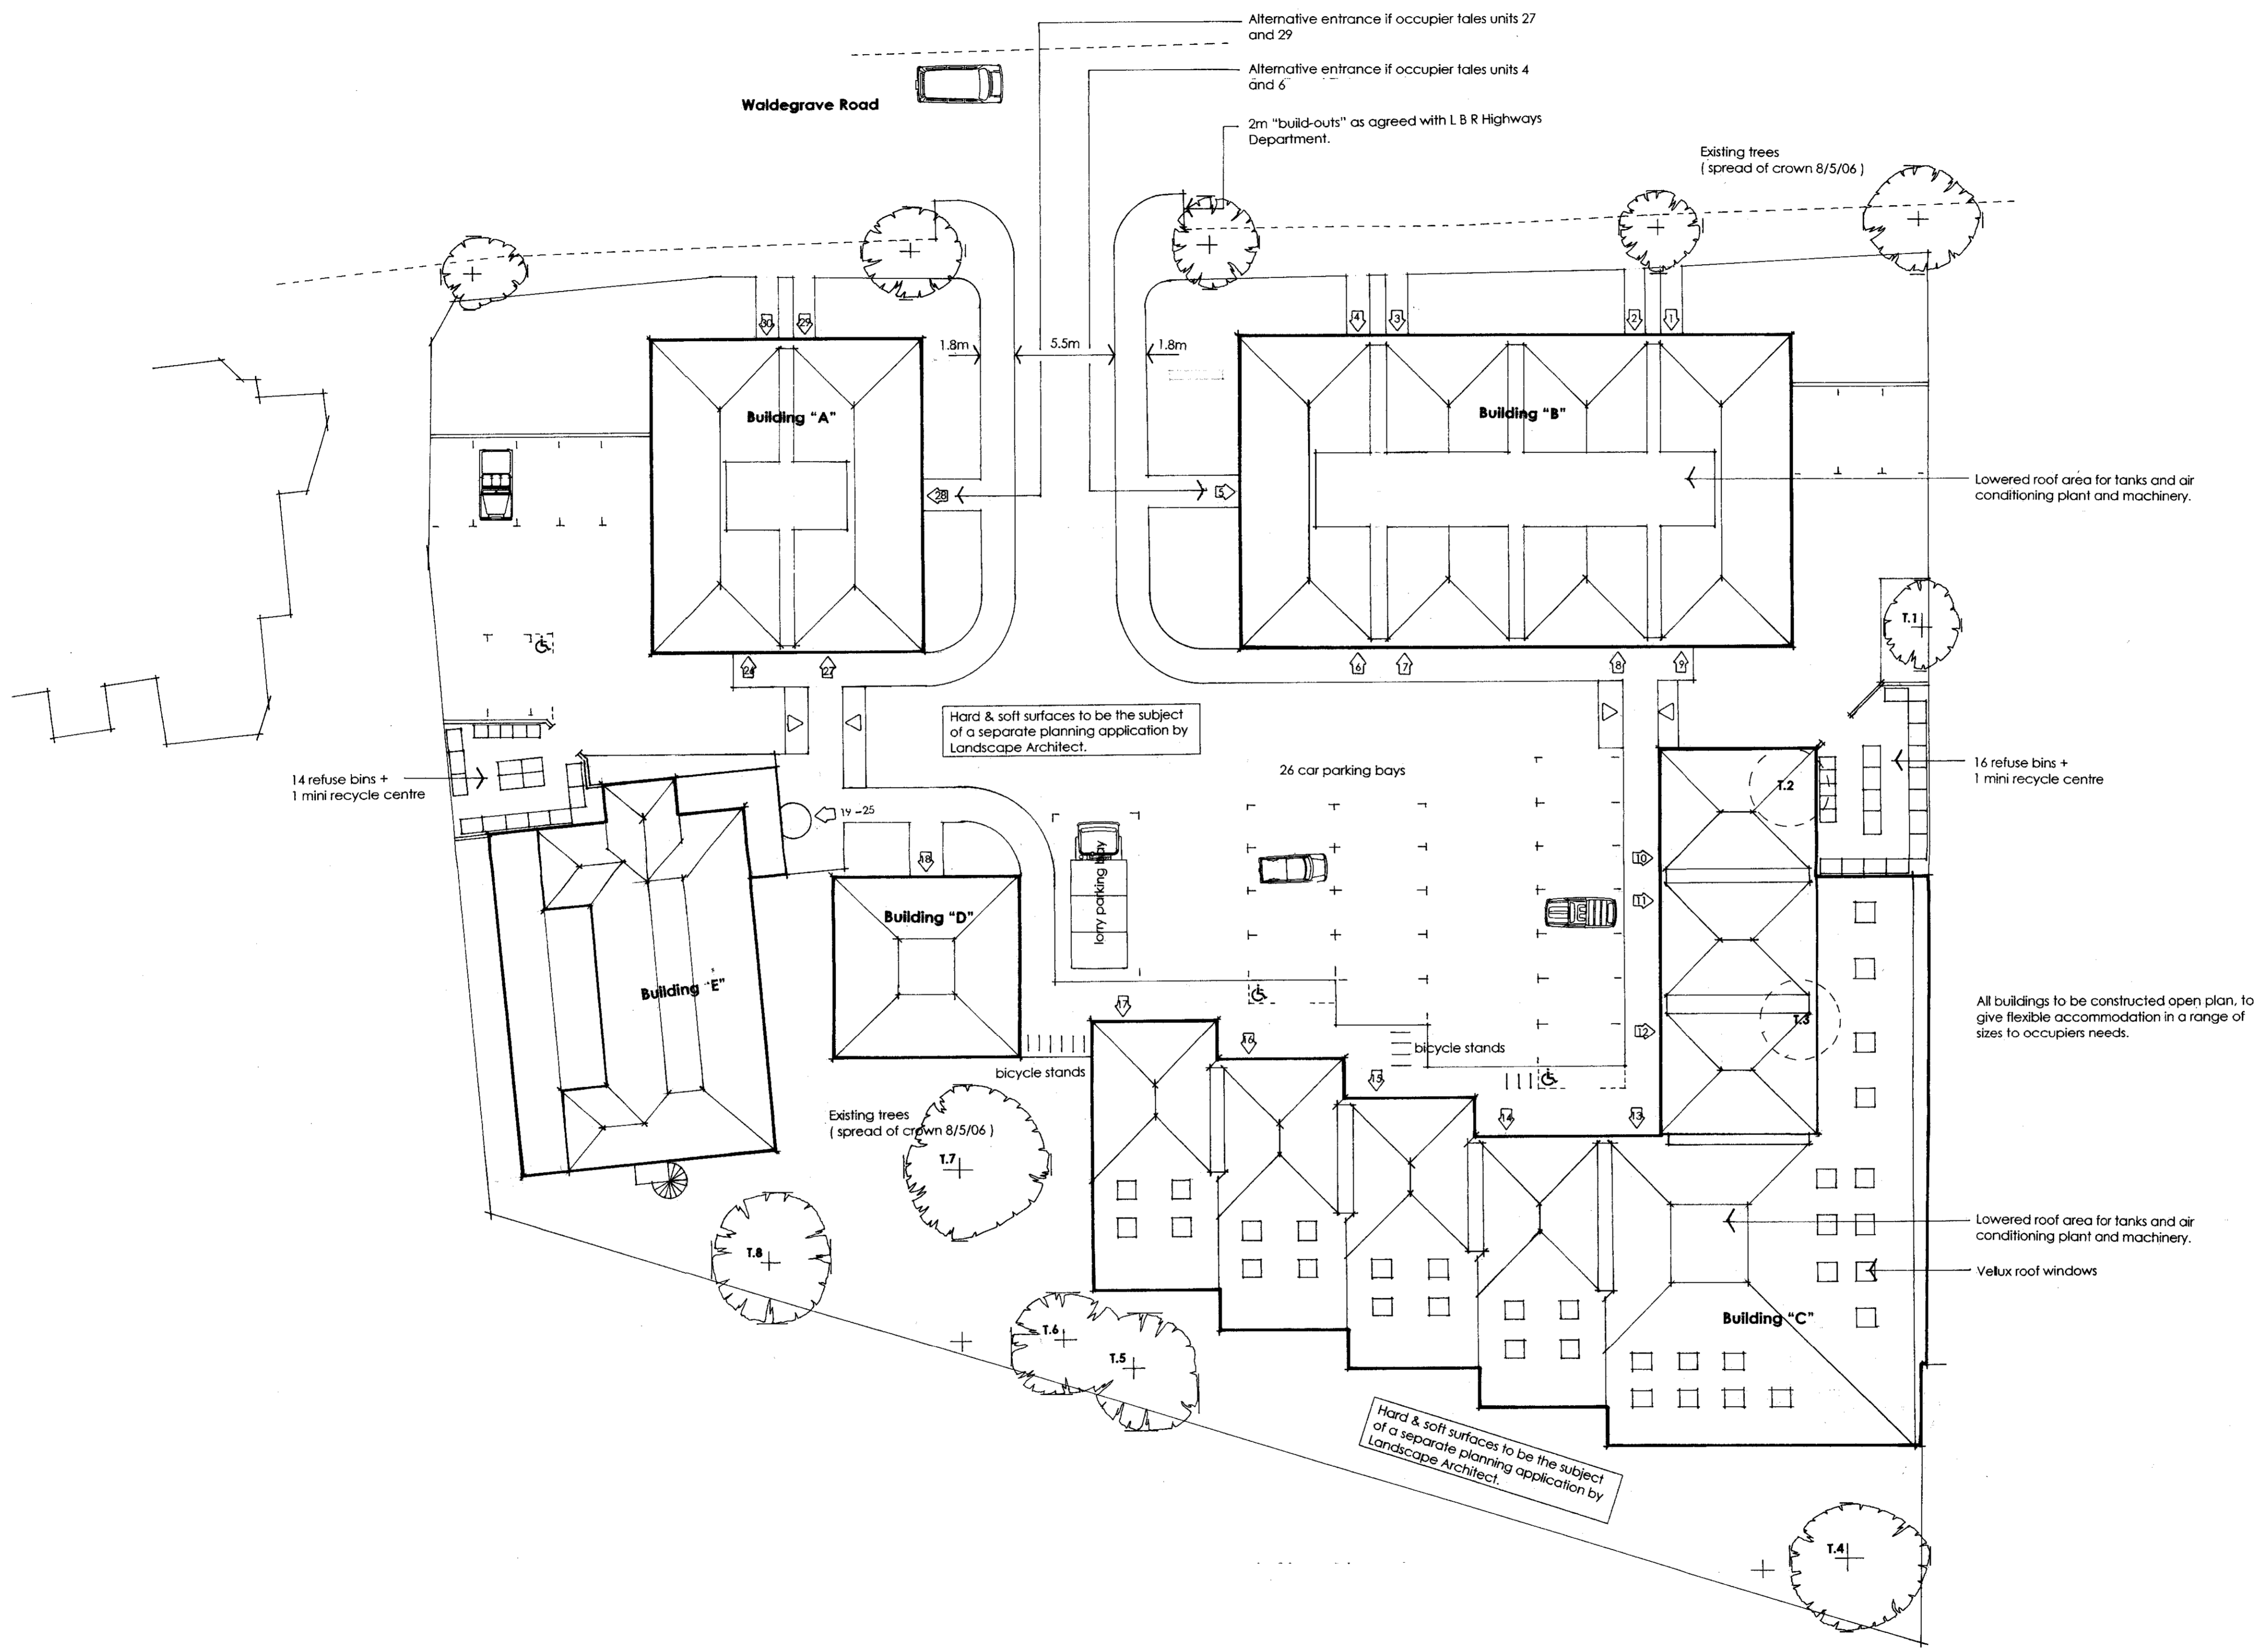 Alternative entrance if occupier tales units 27
and 29
Alternative entrance if occupier tales units 4
and 6
Waldegrave Road
2m "build-outs" as agreed with L B R Highways
Department.
Existing trees
( spread of crown 8/5/06 )
30
29
4
3
2
1
1.8m
5.5m
1.8m
Building "A"
Building "B"
28
5
Lowered roof area for tanks and air
conditioning plant and machinery.
T.1
26
27
6
7
8
9
Hard & soft surfaces to be the subject
of a separate planning application by
Landscape Architect.
14 refuse bins +
1 mini recycle centre
26 car parking bays
16 refuse bins +
1 mini recycle centre
T.2
19 -25
18
lorry parking bay
10
11
Building "D"
Building "E"
17
12
T.3
All buildings to be constructed open plan, to
give flexible accommodation in a range of
sizes to occupiers needs.
16
bicycle stands
bicycle stands
15
14
13
Existing trees
( spread of crown 8/5/06 )
T.7
T.8
Lowered roof area for tanks and air
conditioning plant and machinery.
Velux roof windows
Building "C"
T.6
T.5
Hard & soft surfaces to be the subject
of a separate planning application by
Landscape Architect.
T.4